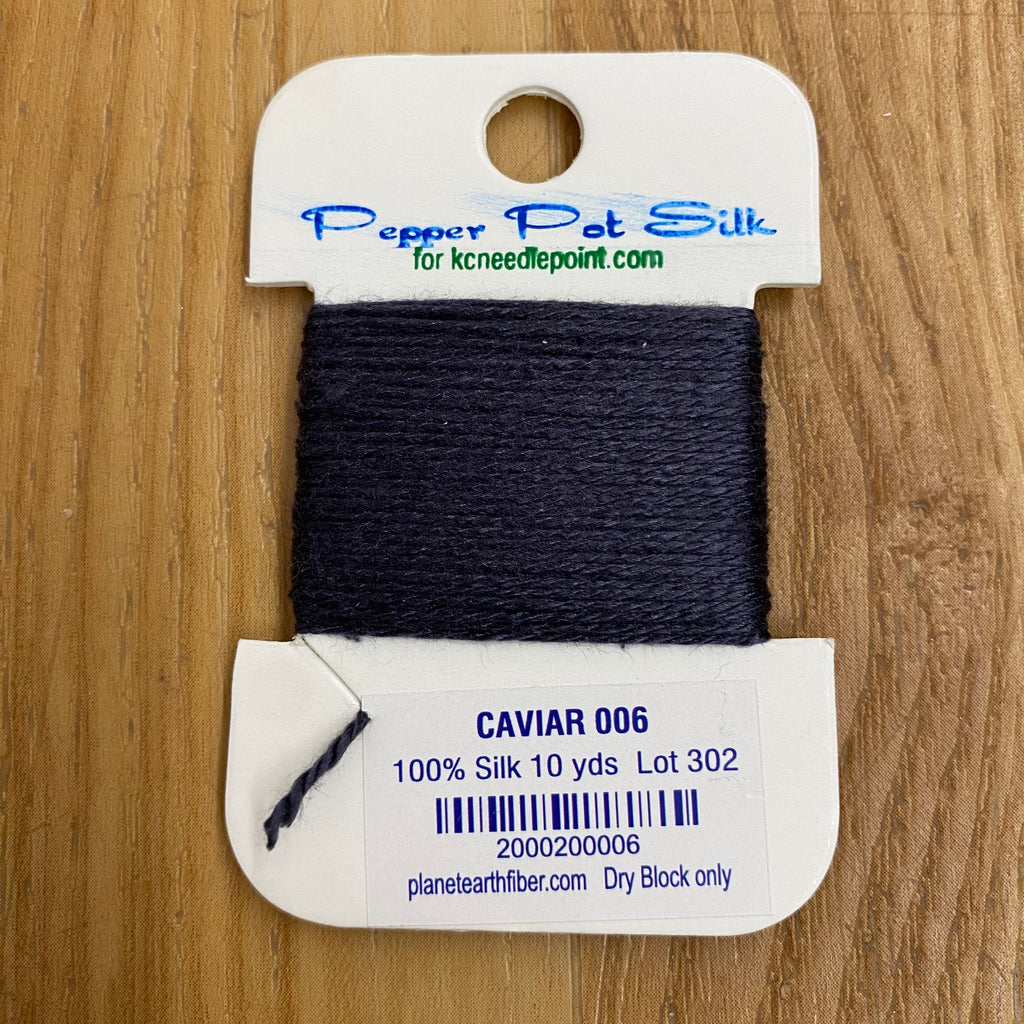 Pepper Pot Silk
for kcneedlepoint.com
CAVIAR 006
100% Silk 10 yds Lot 302
2000200006
planetearthfiber.com Dry Block only